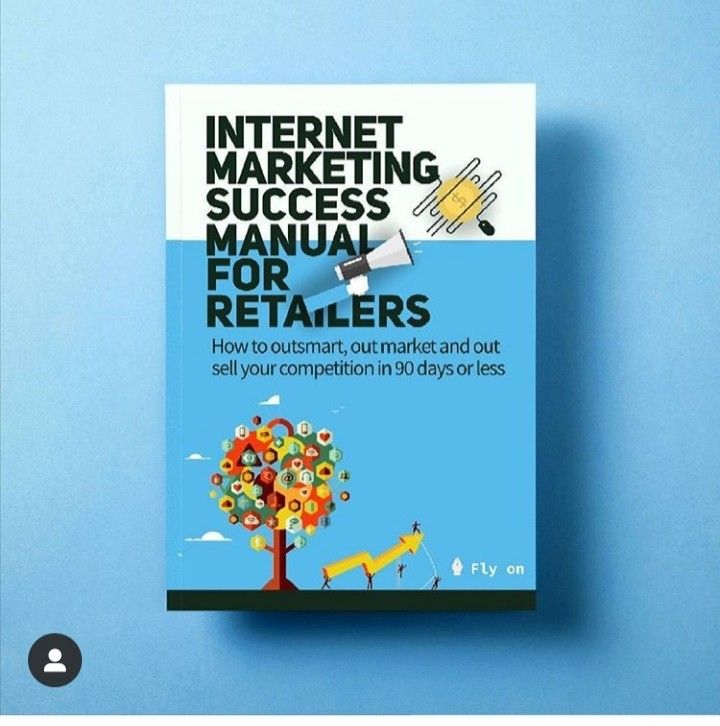 INTERNET
MARKETING
SUCCESS
MANUAL
FOR
RETAILERS
How to outsmart, out market and out
sell your competition in 90 days or less
Fly on